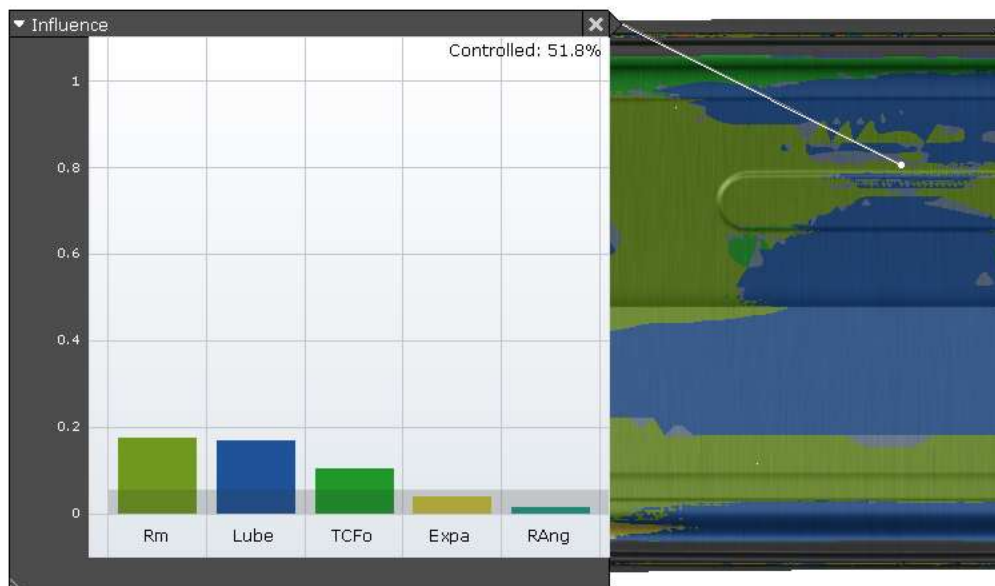 Influence
Controlled: 51.8%
1
0.8
0.6
0.4
0.2
0
Rm Lube TCFo Expa RAng